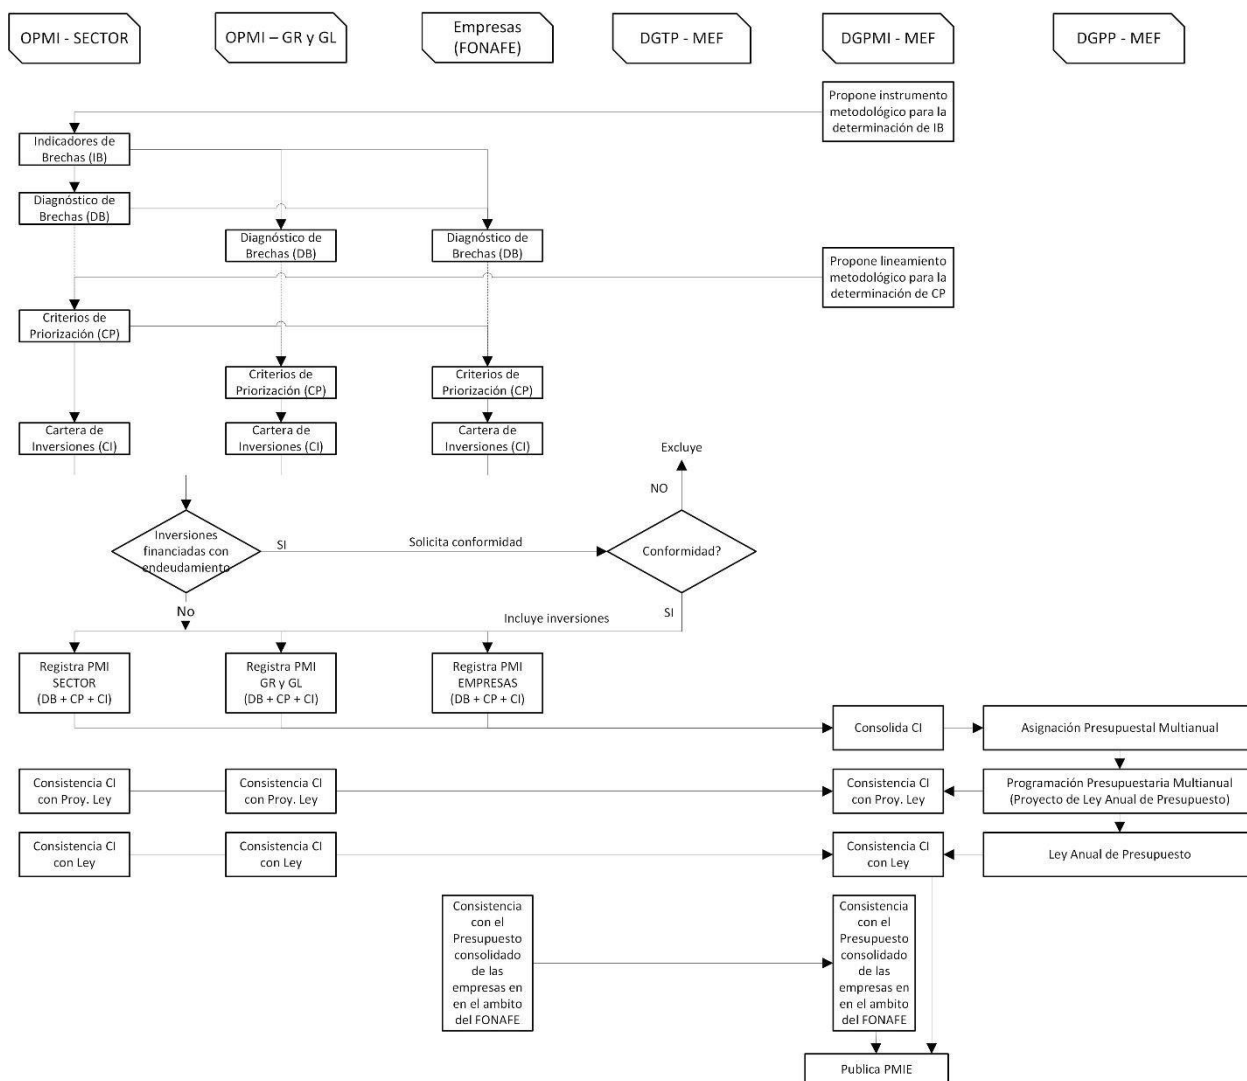 OPMI - SECTOR
OPMI – GR y GL
Empresas
(FONAFE)
DGTP - MEF
DGPMI - MEF
DGPP - MEF
Propone instrumento
metodológico para la
determinación de IB
Indicadores de
Brechas (IB)
Diagnóstico de
Brechas (DB)
Diagnóstico de
Brechas (DB)
Diagnóstico de
Brechas (DB)
Propone lineamiento
metodológico para la
determinación de CP
Criterios de
Priorización (CP)
Criterios de
Priorización (CP)
Criterios de
Priorización (CP)
Cartera de
Inversiones (CI)
Cartera de
Inversiones (CI)
Cartera de
Inversiones (CI)
Excluye
NO
Inversiones
financiadas con
endeudamiento
SI
Solicita conformidad
Conformidad?
No
SI
Incluye inversiones
Registra PMI
SECTOR
(DB + CP + CI)
Registra PMI
GR y GL
(DB + CP + CI)
Registra PMI
EMPRESAS
(DB + CP + CI)
Consolida CI
Asignación Presupuestal Multianual
Consistencia CI
con Proy. Ley
Consistencia CI
con Proy. Ley
Consistencia CI
con Proy. Ley
Programación Presupuestaria Multianual
(Proyecto de Ley Anual de Presupuesto)
Consistencia CI
con Ley
Consistencia CI
con Ley
Consistencia CI
con Ley
Ley Anual de Presupuesto
Consistencia
con el
Presupuesto
consolidado
de las
empresas en
en el ambito
del FONAFE
Consistencia
con el
Presupuesto
consolidado
de las
empresas en
en el ambito
del FONAFE
Publica PMIE